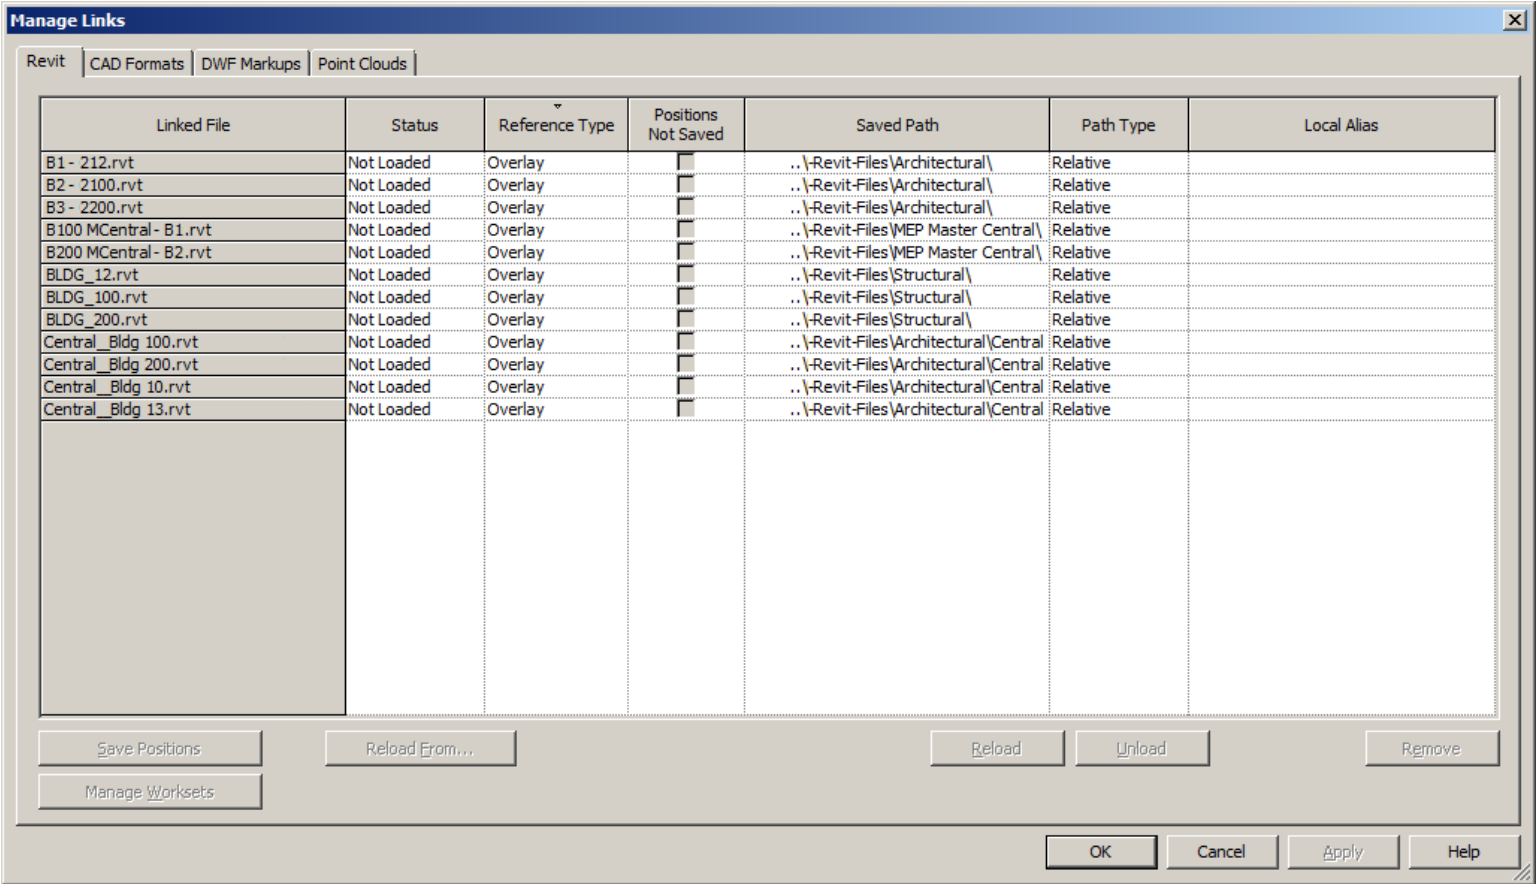 Manage Links
Revit CAD Formats DWF Markups Point Clouds
Linked File Status Reference Type Positions Not Saved Saved Path Path Type Local Alias
B1 - 212.rvt Not Loaded Overlay ..\-Revit-Files\Architectural\ Relative
B2 - 2100.rvt Not Loaded Overlay ..\-Revit-Files\Architectural\ Relative
B3 - 2200.rvt Not Loaded Overlay ..\-Revit-Files\Architectural\ Relative
B100 MCentral- B1.rvt Not Loaded Overlay ..\-Revit-Files\MEP Master Central\ Relative
B200 MCentral- B2.rvt Not Loaded Overlay ..\-Revit-Files\MEP Master Central\ Relative
BLDG_12.rvt Not Loaded Overlay ..\-Revit-Files\Structural\ Relative
BLDG_100.rvt Not Loaded Overlay ..\-Revit-Files\Structural\ Relative
BLDG_200.rvt Not Loaded Overlay ..\-Revit-Files\Structural\ Relative
Central__Bldg 100.rvt Not Loaded Overlay ..\-Revit-Files\Architectural\Central Relative
Central__Bldg 200.rvt Not Loaded Overlay ..\-Revit-Files\Architectural\Central Relative
Central__Bldg 10.rvt Not Loaded Overlay ..\-Revit-Files\Architectural\Central Relative
Central__Bldg 13.rvt Not Loaded Overlay ..\-Revit-Files\Architectural\Central Relative
Save Positions Reload From... Reload Unload Remove
Manage Worksets
OK Cancel Apply Help